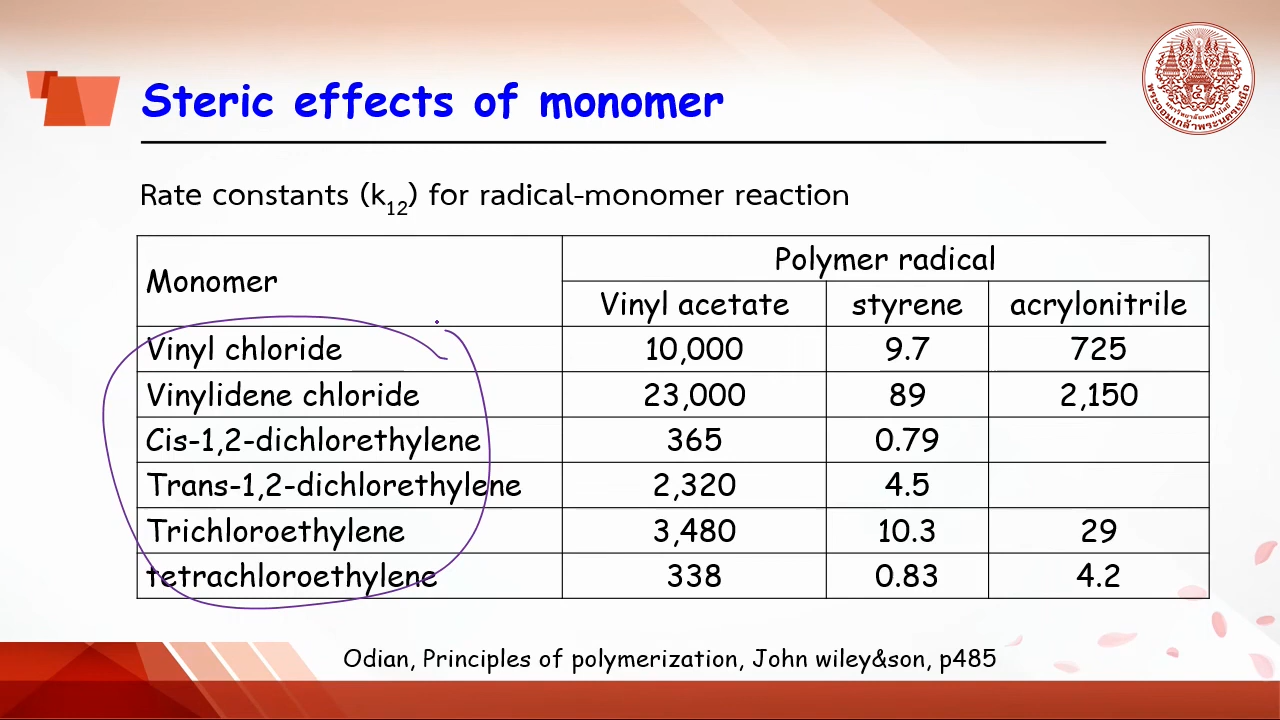 Steric effects of monomer
Rate constants (k12) for radical-monomer reaction
Monomer Polymer radical
Vinyl acetate styrene acrylonitrile
Vinyl chloride 10,000 9.7 725
Vinylidene chloride 23,000 89 2,150
Cis-1,2-dichlorethylene 365 0.79
Trans-1,2-dichlorethylene 2,320 4.5
Trichloroethylene 3,480 10.3 29
tetrachloroethylene 338 0.83 4.2
Odian, Principles of polymerization, John wiley&son, p485